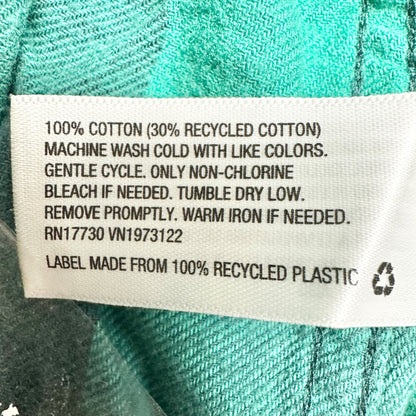 100% COTTON (30% RECYCLED COTTON)
MACHINE WASH COLD WITH LIKE COLORS.
GENTLE CYCLE. ONLY NON-CHLORINE
BLEACH IF NEEDED. TUMBLE DRY LOW.
REMOVE PROMPTLY. WARM IRON IF NEEDED.
RN17730 VN1973122
LABEL MADE FROM 100% RECYCLED PLASTIC